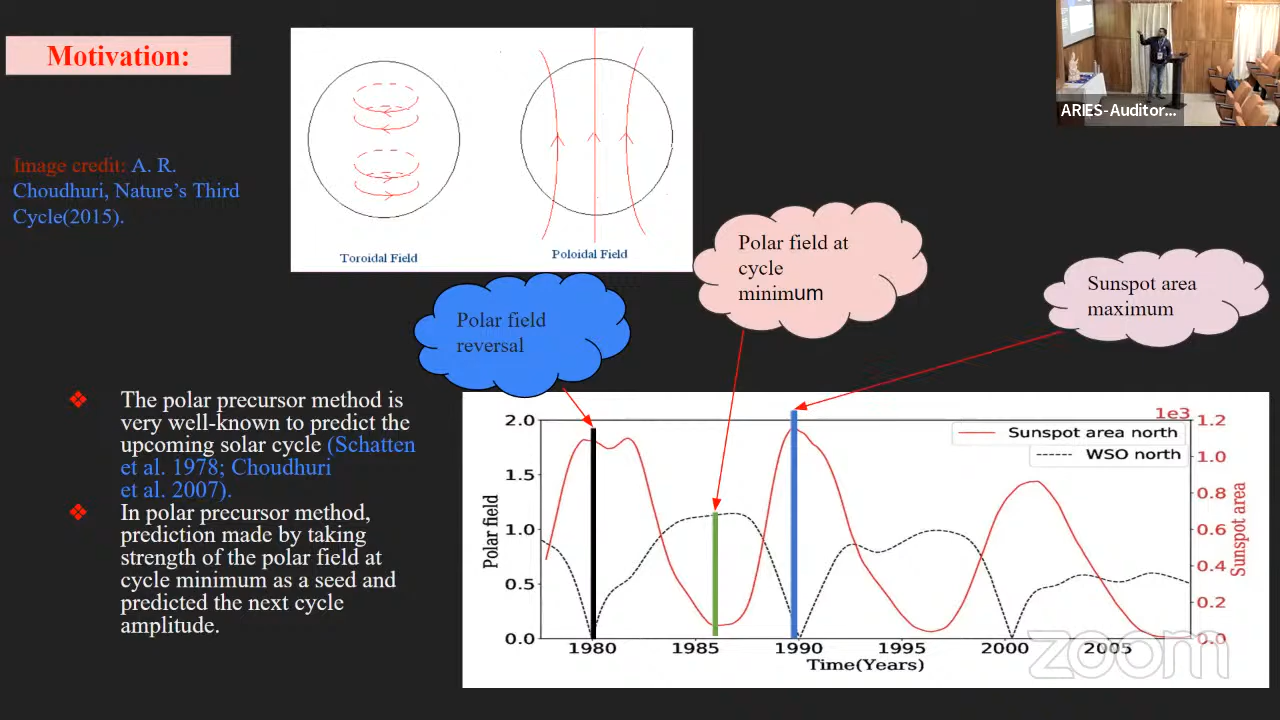 Motivation:
Image credit: A. R.
Choudhuri, Nature's Third
Cycle(2015).
Toroidal Field
Poloidal Field
ARIES-Auditor...
Polar field
reversal
Polar field at
cycle
minimum
Sunspot area
maximum
❖ The polar precursor method is
very well-known to predict the
upcoming solar cycle (Schatten
et al. 1978; Choudhuri
et al. 2007).
❖ In polar precursor method,
prediction made by taking
strength of the polar field at
cycle minimum as a seed and
predicted the next cycle
amplitude.
1e3
Sunspot area north
WSO north
Polar field
2.0
1.5
1.0
0.5
0.0
1.2
1.0
0.8
0.6
0.4
0.2
0.0
Sunspot area
1980 1985 1990 1995 2000 2005
Time(Years)
zoom